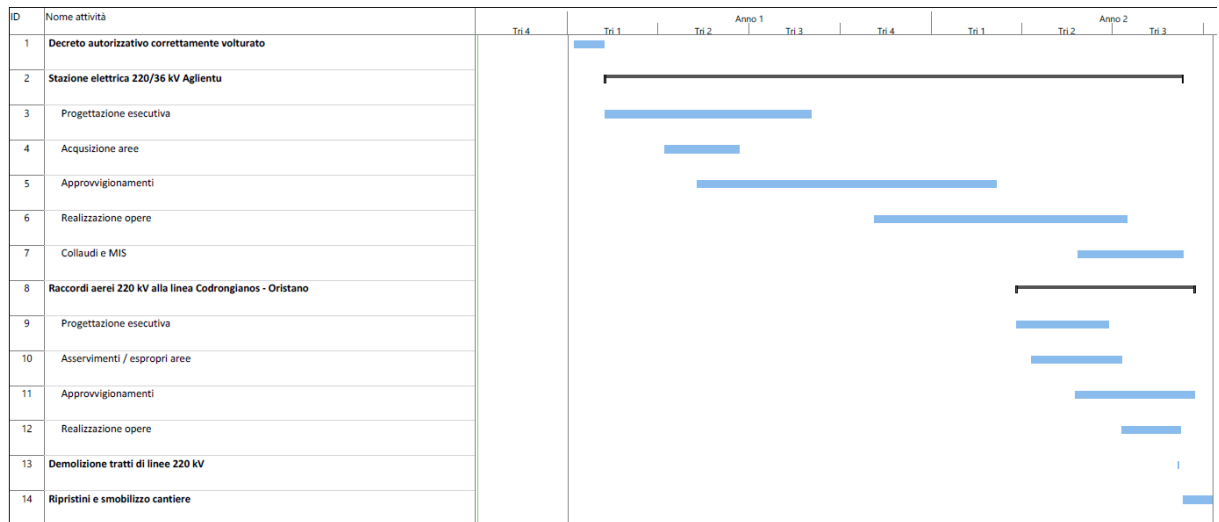 ID Nome attività Anno 1 Anno 2
Tri 4 Tri 1 Tri 2 Tri 3 Tri 4 Tri 1 Tri 2 Tri 3
1 Decreto autorizzativo correttamente volturato
2 Stazione elettrica 220/36 kV Aglientu
3 Progettazione esecutiva
4 Acqusizione aree
5 Approvvigionamenti
6 Realizzazione opere
7 Collaudi e MIS
8 Raccordi aerei 220 kV alla linea Codrongianos - Oristano
9 Progettazione esecutiva
10 Asservimenti / espropri aree
11 Approvvigionamenti
12 Realizzazione opere
13 Demolizione tratti di linee 220 kV
14 Ripristini e smobilizzo cantiere